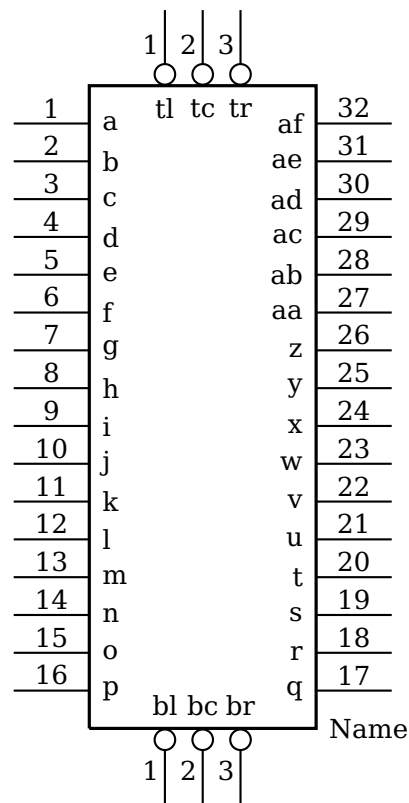 1 2 3
tl tc tr
1 a af 32
2 b ae 31
3 c ad 30
4 d ac 29
5 e ab 28
6 f aa 27
7 g z 26
8 h y 25
9 i x 24
10 j w 23
11 k v 22
12 l u 21
13 m t 20
14 n s 19
15 o r 18
16 p q 17
bl bc br
Name
1 2 3